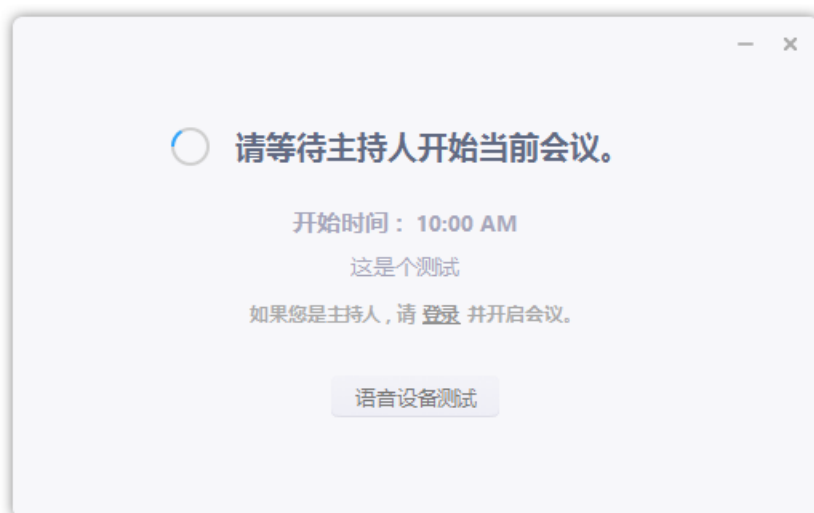 请等待主持人开始当前会议。
开始时间： 10:00 AM
这是个测试
如果您是主持人，请 登录 并开启会议。
语音设备测试